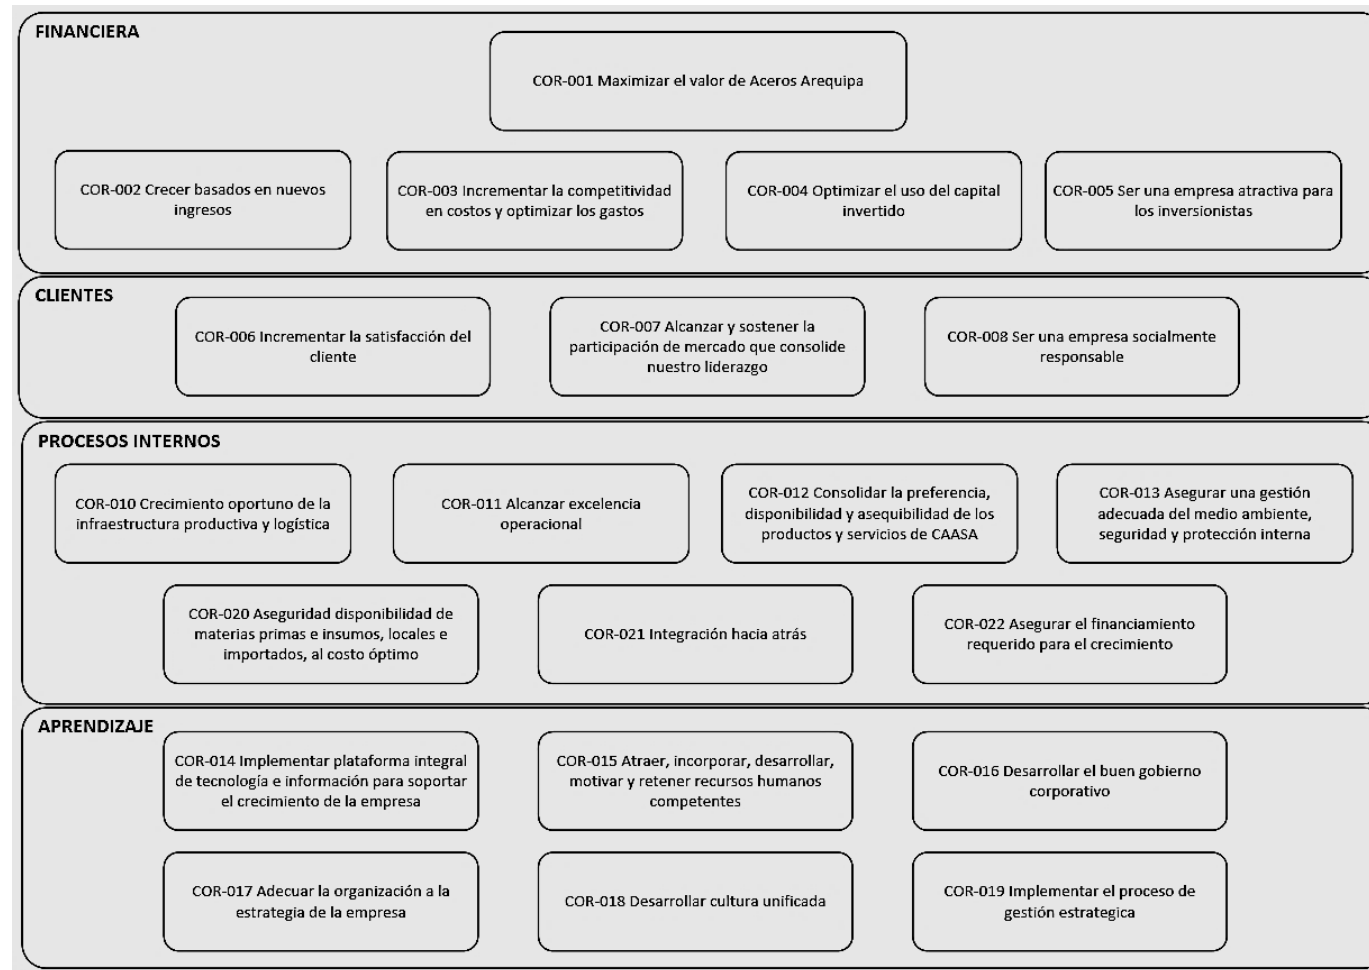 FINANCIERA
COR-001 Maximizar el valor de Aceros Arequipa
COR-002 Crecer basados en nuevos
ingresos
COR-003 Incrementar la competitividad
en costos y optimizar los gastos
COR-004 Optimizar el uso del capital
invertido
COR-005 Ser una empresa atractiva para
los inversionistas
CLIENTES
COR-006 Incrementar la satisfacción del
cliente
COR-007 Alcanzar y sostener la
participación de mercado que consolide
nuestro liderazgo
COR-008 Ser una empresa socialmente
responsable
PROCESOS INTERNOS
COR-010 Crecimiento oportuno de la
infraestructura productiva y logística
COR-011 Alcanzar excelencia
operacional
COR-012 Consolidar la preferencia,
disponibilidad y asequibilidad de los
productos y servicios de CAASA
COR-013 Asegurar una gestión
adecuada del medio ambiente,
seguridad y protección interna
COR-020 Aseguridad disponibilidad de
materias primas e insumos, locales e
importados, al costo óptimo
COR-021 Integración hacia atrás
COR-022 Asegurar el financiamiento
requerido para el crecimiento
APRENDIZAJE
COR-014 Implementar plataforma integral
de tecnología e información para soportar
el crecimiento de la empresa
COR-015 Atraer, incorporar, desarrollar,
motivar y retener recursos humanos
competentes
COR-016 Desarrollar el buen gobierno
corporativo
COR-017 Adecuar la organización a la
estrategia de la empresa
COR-018 Desarrollar cultura unificada
COR-019 Implementar el proceso de
gestión estrategica